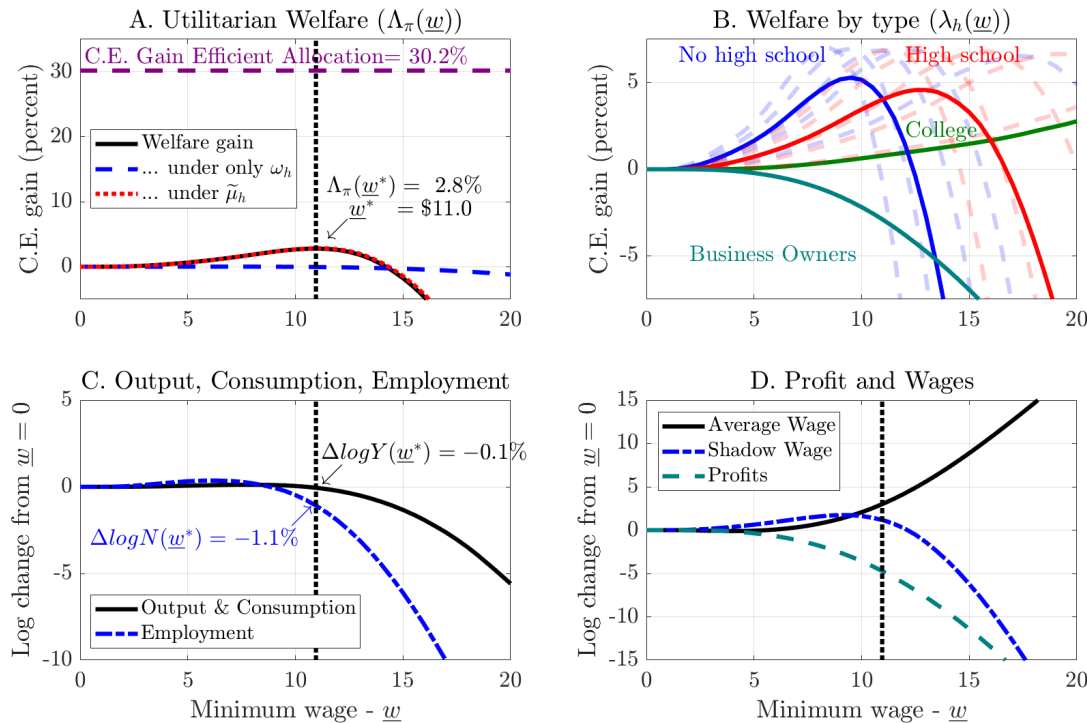 A. Utilitarian Welfare (Λ_π(w̲))
C.E. gain (percent)
30
20
10
0
C.E. Gain Efficient Allocation= 30.2%
Welfare gain
... under only ω_h
... under μ̃_h
Λ_π(w̲*) = 2.8%
w̲* = $11.0
0 5 10 15 20
B. Welfare by type (λ_h(w̲))
C.E. gain (percent)
5
0
-5
No high school
High school
College
Business Owners
0 5 10 15 20
C. Output, Consumption, Employment
Log change from w̲ = 0
5
0
-5
-10
ΔlogY(w̲*) = −0.1%
ΔlogN(w̲*) = −1.1%
Output & Consumption
Employment
0 5 10 15 20
Minimum wage - w̲
D. Profit and Wages
Log change from w̲ = 0
15
10
5
0
-5
-10
-15
Average Wage
Shadow Wage
Profits
0 5 10 15 20
Minimum wage - w̲